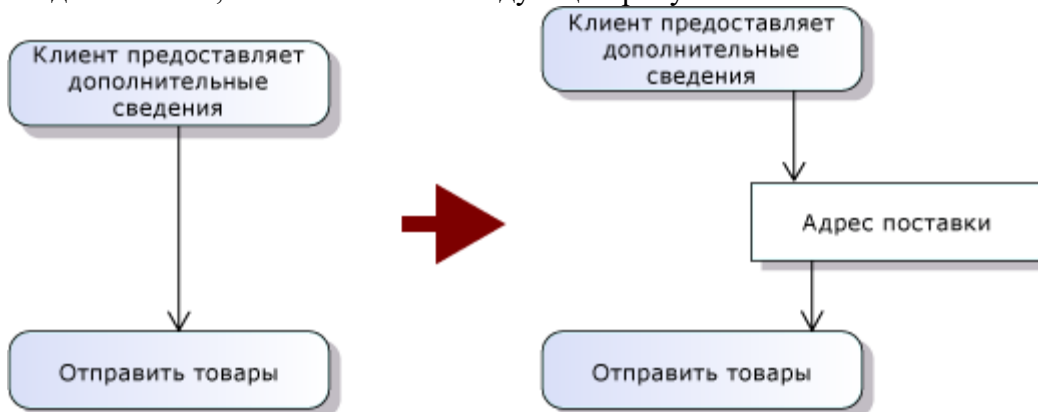 Клиент предоставляет
дополнительные
сведения
Отправить товары
Клиент предоставляет
дополнительные
сведения
Адрес поставки
Отправить товары